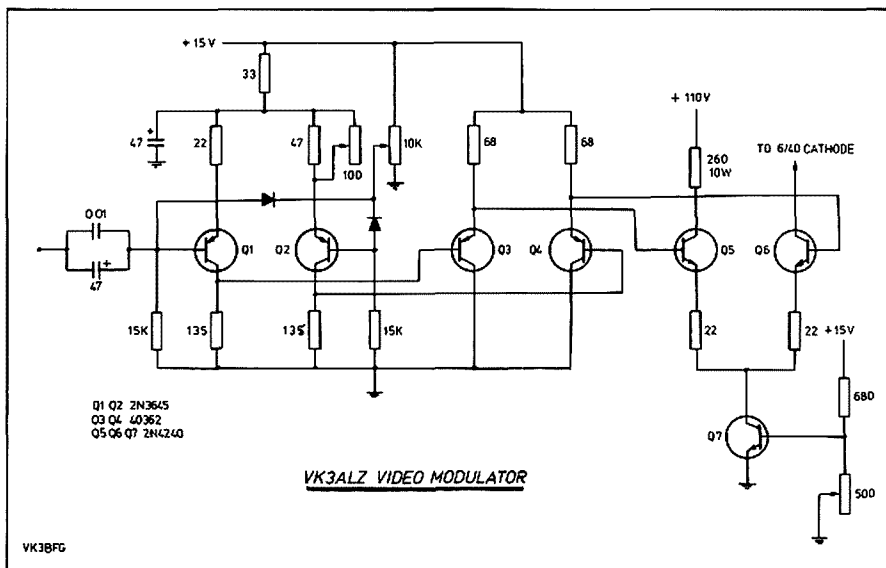 + 15V
33
+ 110V
47
+
22
47
100
10K
68
68
260
10W
TO 6/40 CATHODE
0.01
+
47
Q1
Q2
Q3
Q4
Q5
Q6
15K
135
135
15K
22
22
+15V
680
Q7
500
Q1 Q2 2N3645
Q3 Q4 40362
Q5 Q6 Q7 2N4240
VK3ALZ VIDEO MODULATOR
VK3BFG